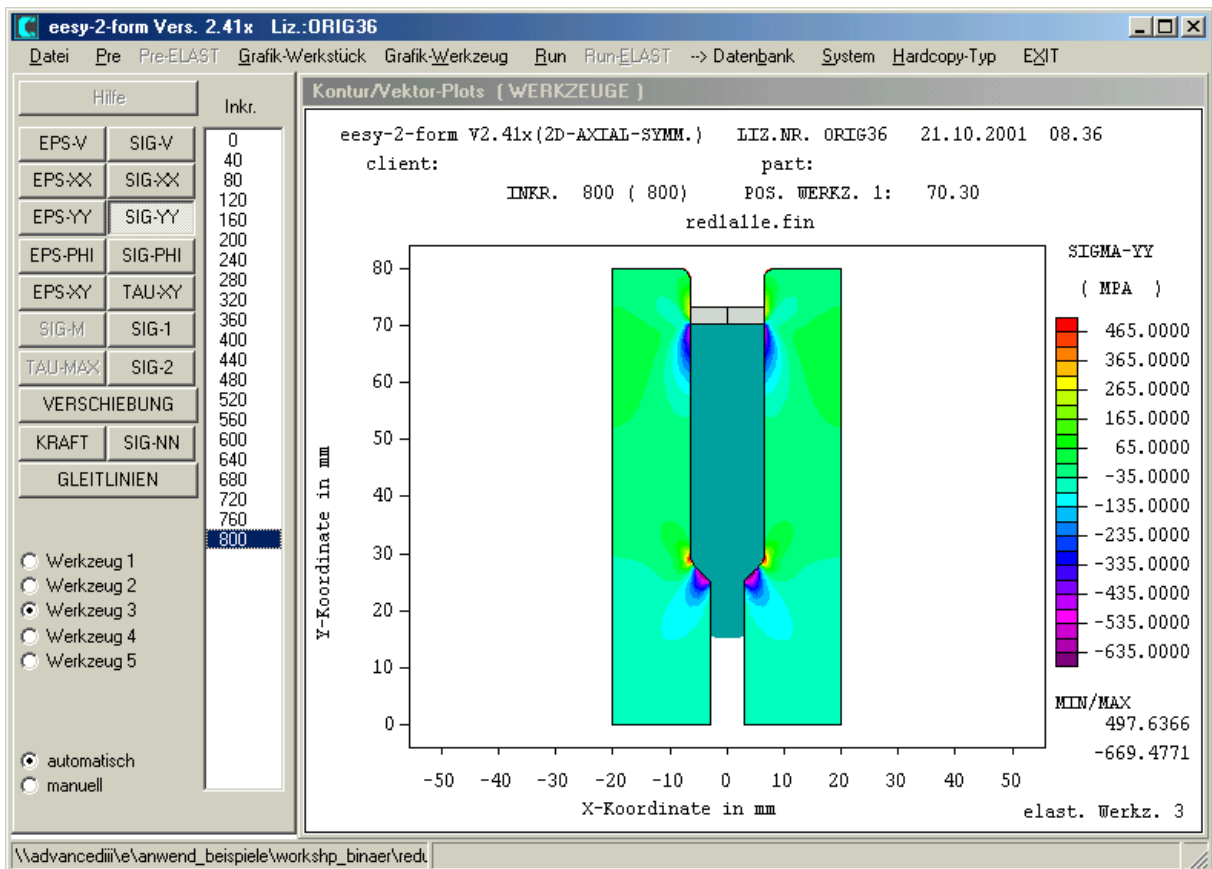 eesy-2-form Vers. 2.41x Liz.:ORIG36
Datei Pre Pre-ELAST Grafik-Werkstück Grafik-Werkzeug Run Run-ELAST --> Datenbank System Hardcopy-Typ EXIT
Hilfe
Inkr.
EPS-V SIG-V
EPS-XX SIG-XX
EPS-YY SIG-YY
EPS-PHI SIG-PHI
EPS-XY TAU-XY
SIG-M SIG-1
TAU-MAX SIG-2
VERSCHIEBUNG
KRAFT SIG-NN
GLEITLINIEN
0
40
80
120
160
200
240
280
320
360
400
440
480
520
560
600
640
680
720
760
800
Werkzeug 1
Werkzeug 2
Werkzeug 3
Werkzeug 4
Werkzeug 5
automatisch
manuell
Kontur/Vektor-Plots ( WERKZEUGE )
eesy-2-form V2.41x(2D-AXIAL-SYMM.) LIZ.NR. ORIG36 21.10.2001 08.36
client: part:
INKR. 800 ( 800) POS. WERKZ. 1: 70.30
redlalle.fin
80
70
60
50
40
30
20
10
0
Y-Koordinate in mm
-50 -40 -30 -20 -10 0 10 20 30 40 50
X-Koordinate in mm
SIGMA-YY
( MPA )
465.0000
365.0000
265.0000
165.0000
65.0000
-35.0000
-135.0000
-235.0000
-335.0000
-435.0000
-535.0000
-635.0000
MIN/MAX
497.6366
-669.4771
elast. Werkz. 3
\\advancediii\e\anwend_beispiele\workshp_binaer\redu